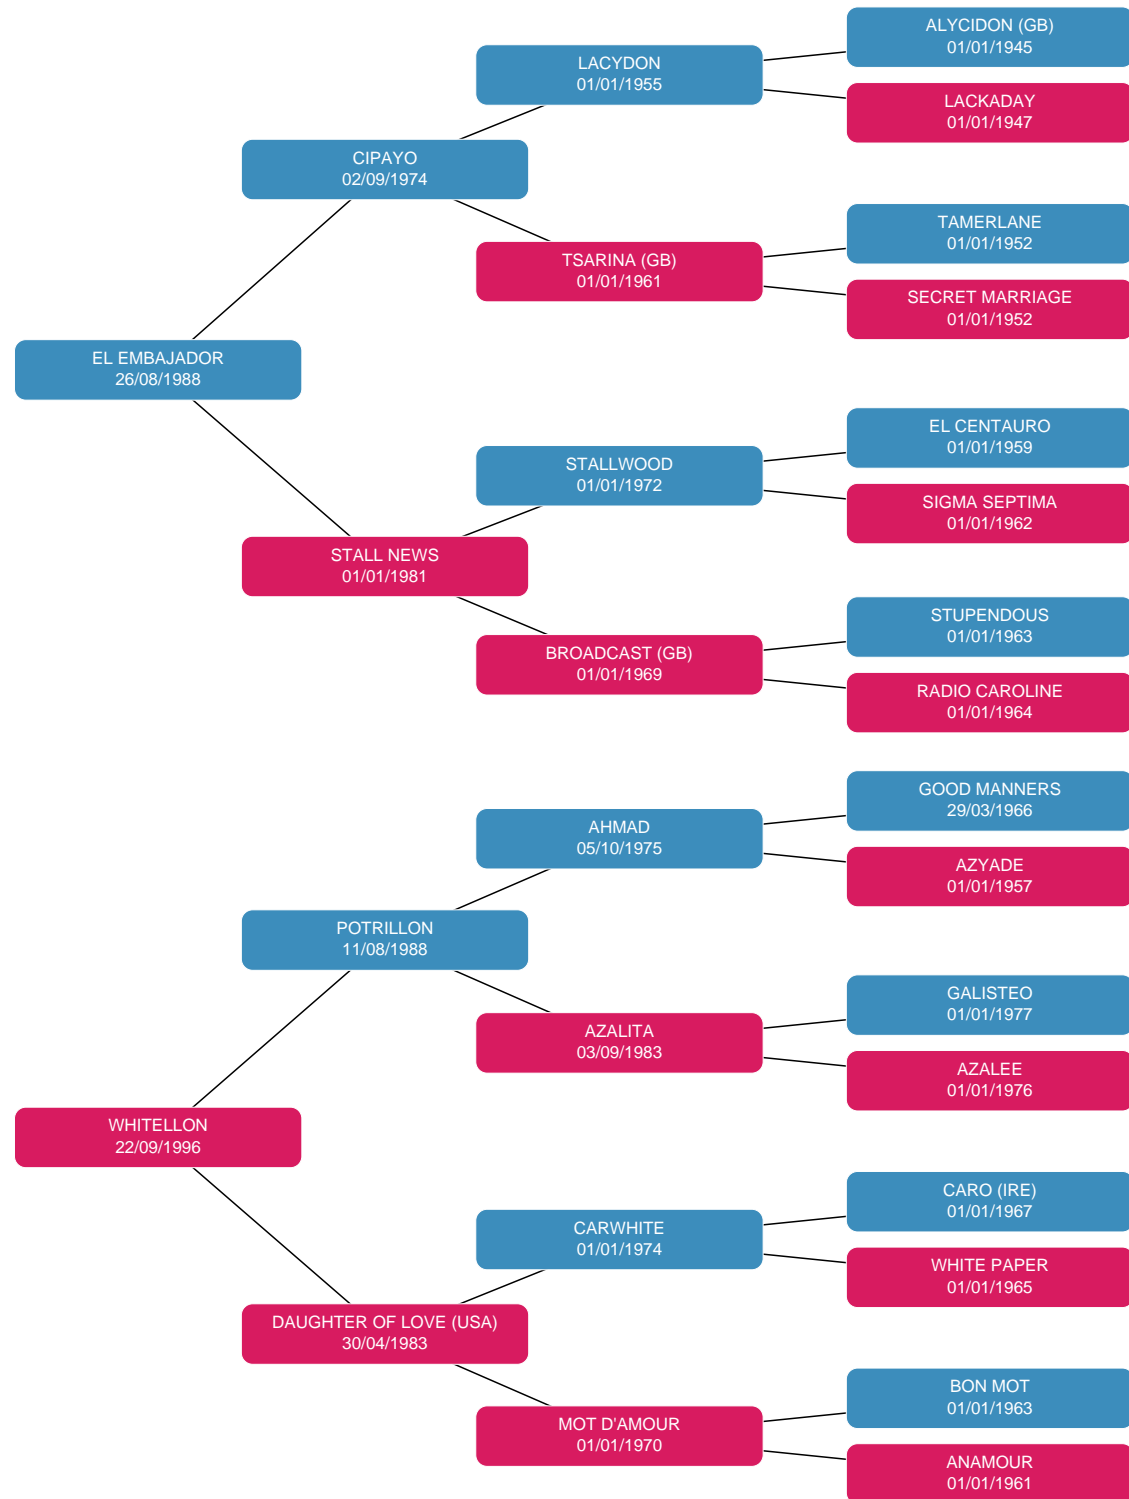 ALYCIDON (GB)
01/01/1945
LACYDON
01/01/1955
LACKADAY
01/01/1947
CIPAYO
02/09/1974
TAMERLANE
01/01/1952
TSARINA (GB)
01/01/1961
SECRET MARRIAGE
01/01/1952
EL EMBAJADOR
26/08/1988
EL CENTAURO
01/01/1959
STALLWOOD
01/01/1972
SIGMA SEPTIMA
01/01/1962
STALL NEWS
01/01/1981
STUPENDOUS
01/01/1963
BROADCAST (GB)
01/01/1969
RADIO CAROLINE
01/01/1964
GOOD MANNERS
29/03/1966
AHMAD
05/10/1975
AZYADE
01/01/1957
POTRILLON
11/08/1988
GALISTEO
01/01/1977
AZALITA
03/09/1983
AZALEE
01/01/1976
WHITELLON
22/09/1996
CARO (IRE)
01/01/1967
CARWHITE
01/01/1974
WHITE PAPER
01/01/1965
DAUGHTER OF LOVE (USA)
30/04/1983
BON MOT
01/01/1963
MOT D'AMOUR
01/01/1970
ANAMOUR
01/01/1961